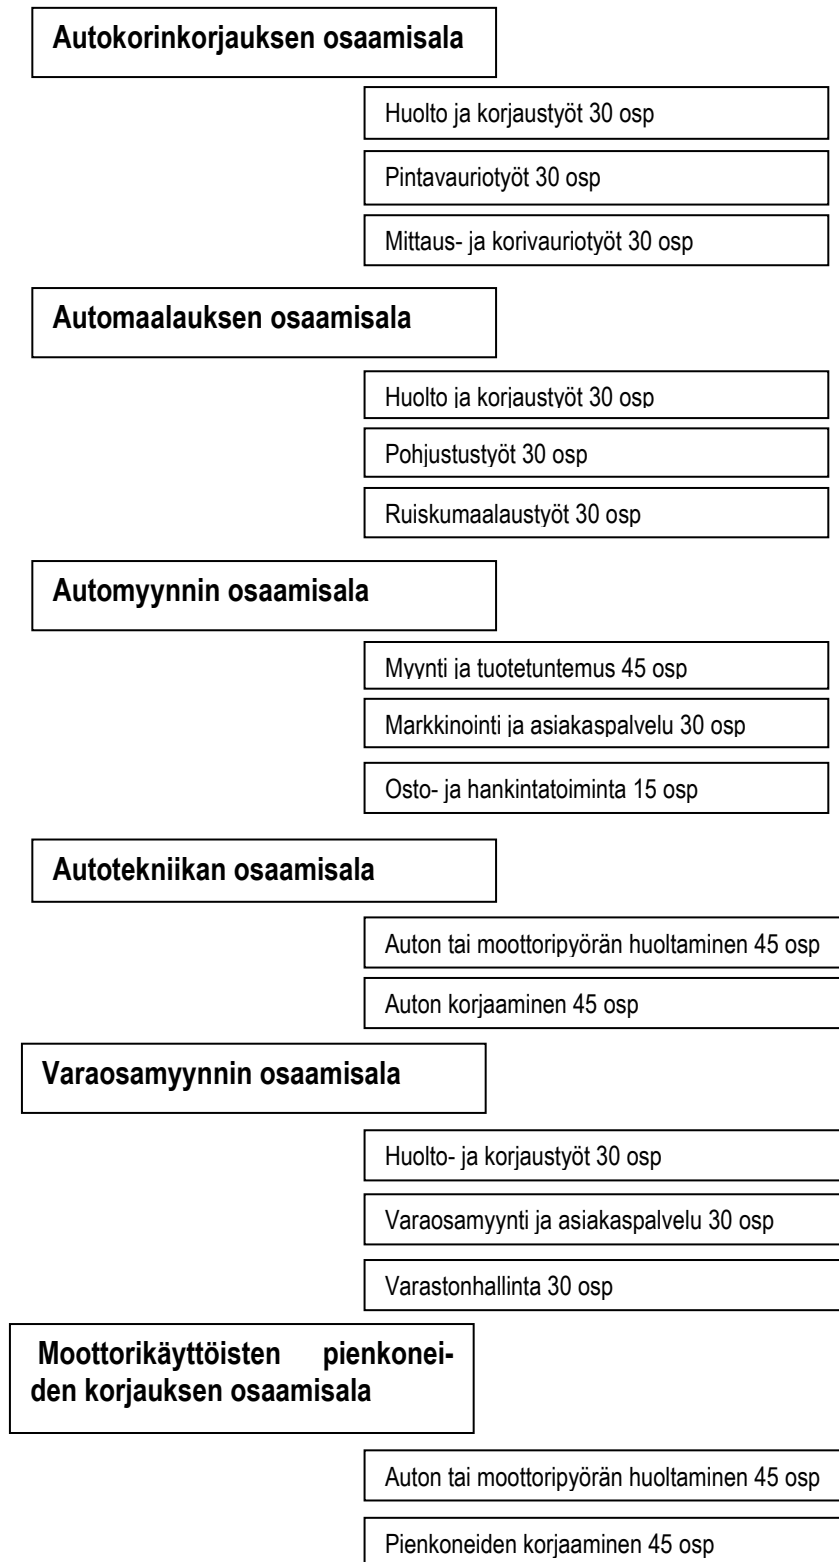 Autokorinkorjauksen osaamisala
Huolto ja korjaustyöt 30 osp
Pintavauriotyöt 30 osp
Mittaus- ja korivauriotyöt 30 osp
Automaalauksen osaamisala
Huolto ja korjaustyöt 30 osp
Pohjustustyöt 30 osp
Ruiskumaalaustyöt 30 osp
Automyynnin osaamisala
Myynti ja tuotetuntemus 45 osp
Markkinointi ja asiakaspalvelu 30 osp
Osto- ja hankintatoiminta 15 osp
Autotekniikan osaamisala
Auton tai moottoripyörän huoltaminen 45 osp
Auton korjaaminen 45 osp
Varaosamyynnin osaamisala
Huolto- ja korjaustyöt 30 osp
Varaosamyynti ja asiakaspalvelu 30 osp
Varastonhallinta 30 osp
Moottorikäyttöisten pienkonei-
den korjauksen osaamisala
Auton tai moottoripyörän huoltaminen 45 osp
Pienkoneiden korjaaminen 45 osp